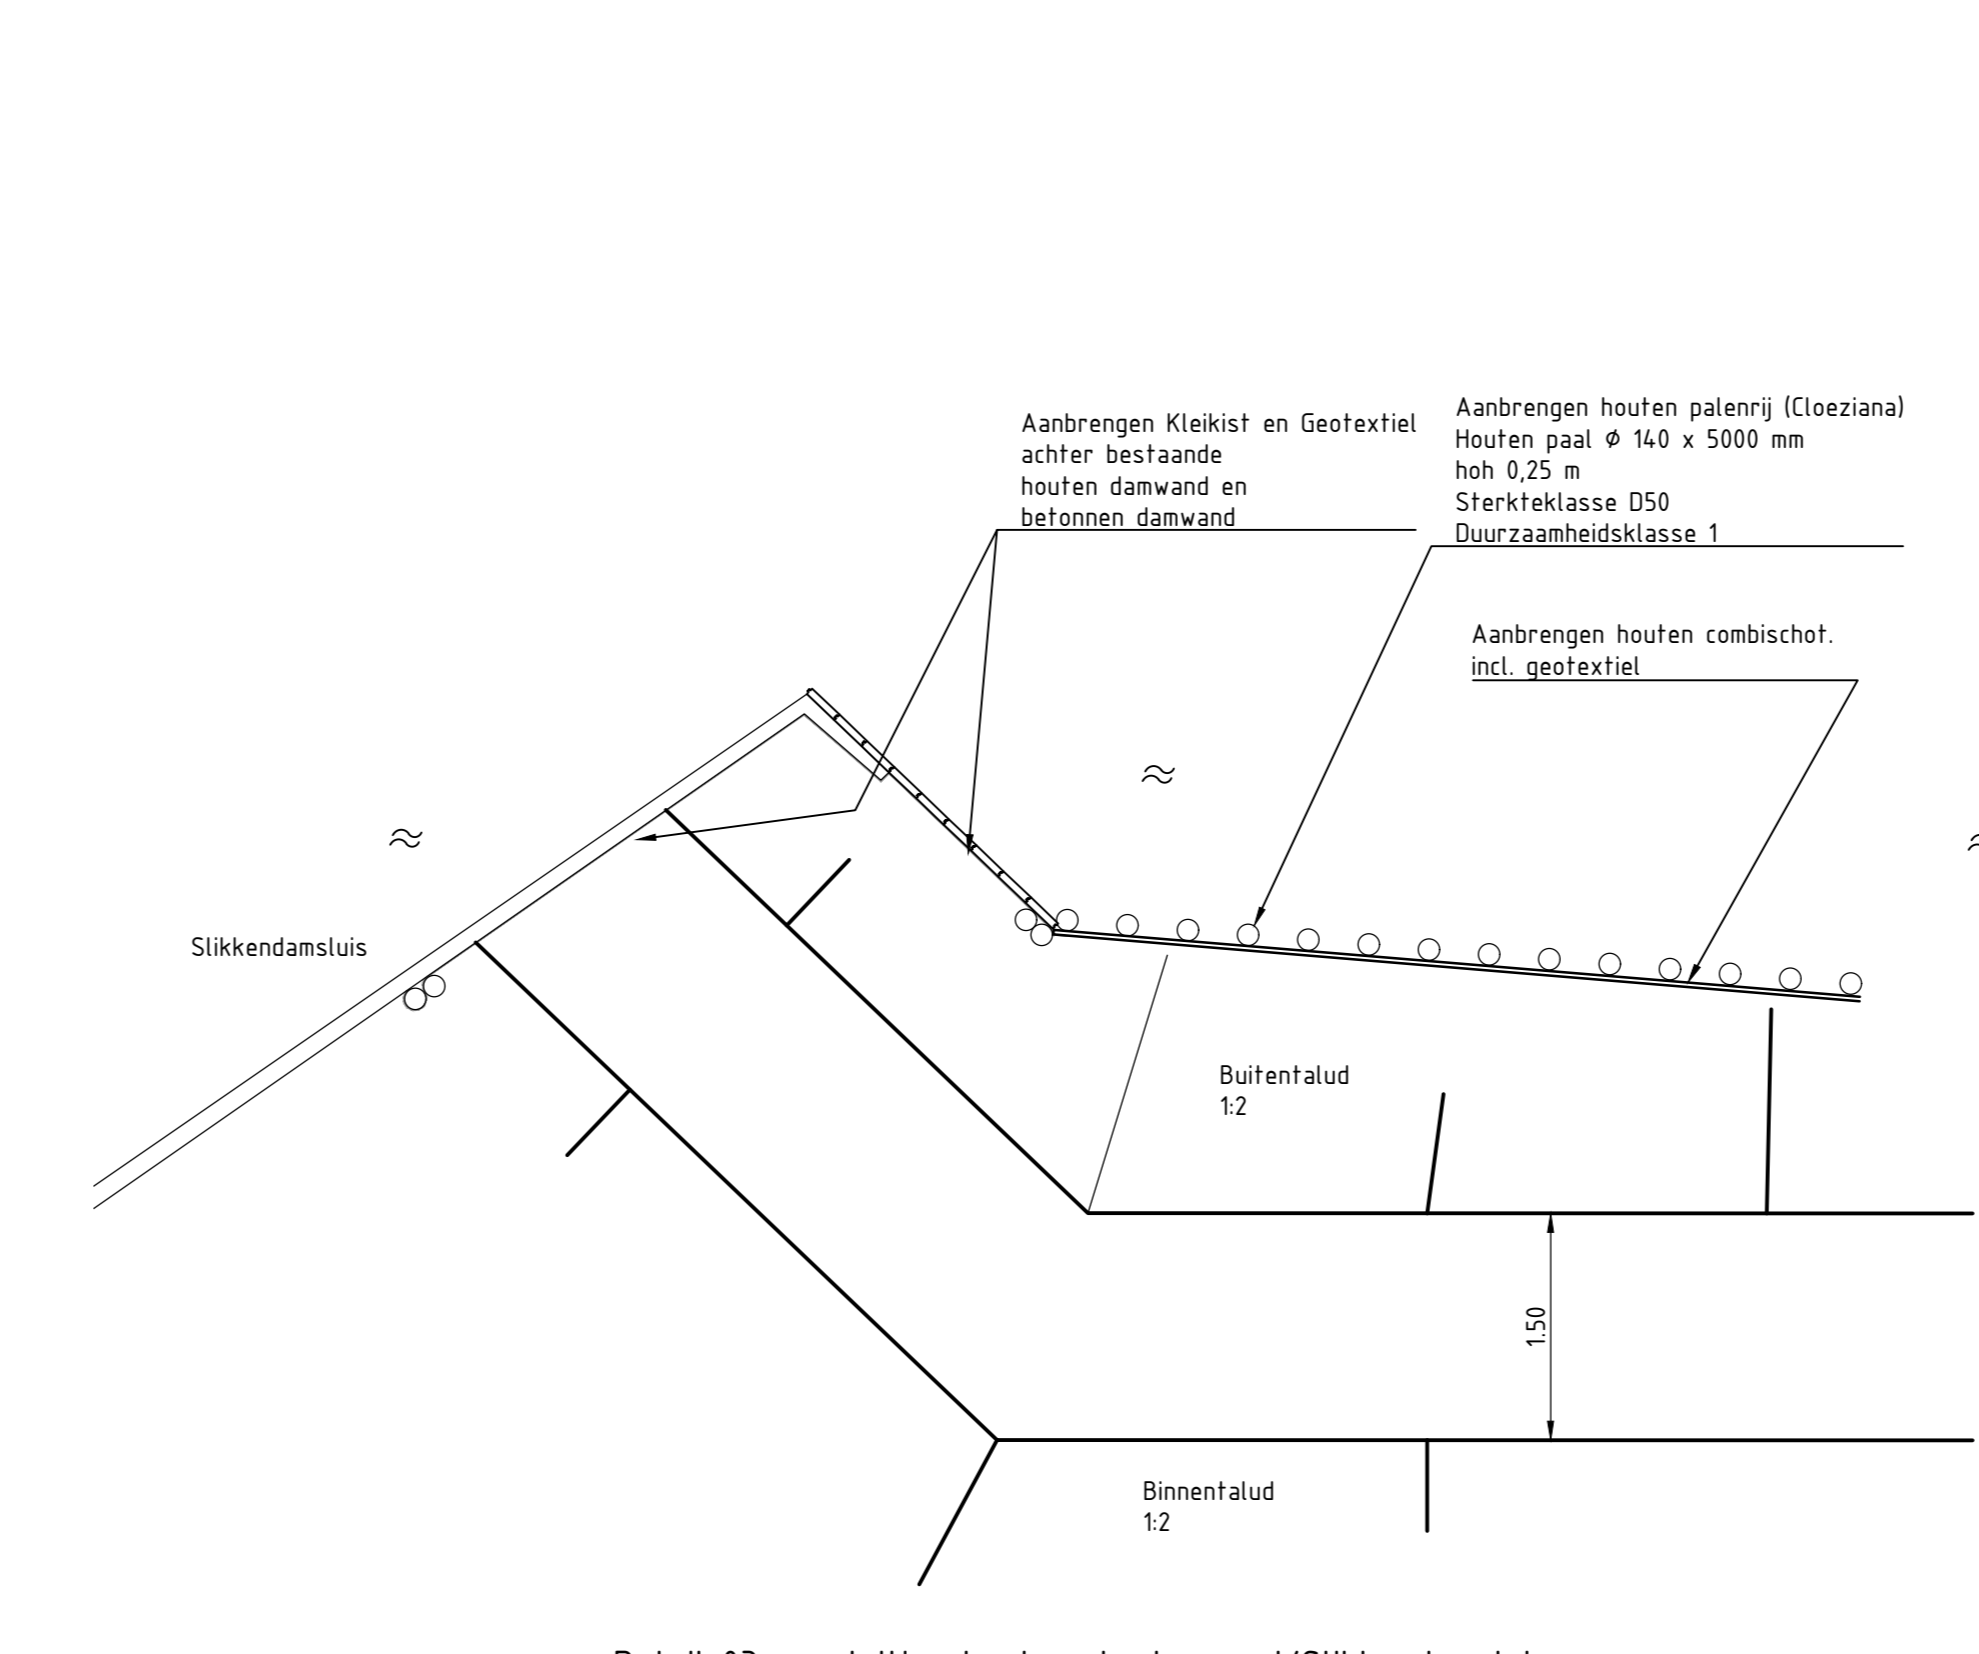 Aanbrengen Kleikist en Geotextiel
achter bestaande
houten damwand en
betonnen damwand
Aanbrengen houten palenrij (Cloeziana)
Houten paal ϕ 140 x 5000 mm
hoh 0,25 m
Sterkteklasse D50
Duurzaamheidsklasse 1
Aanbrengen houten combischot.
incl. geotextiel
Slikkendamsluis
Buitentalud
1:2
1.50
Binnentalud
1:2